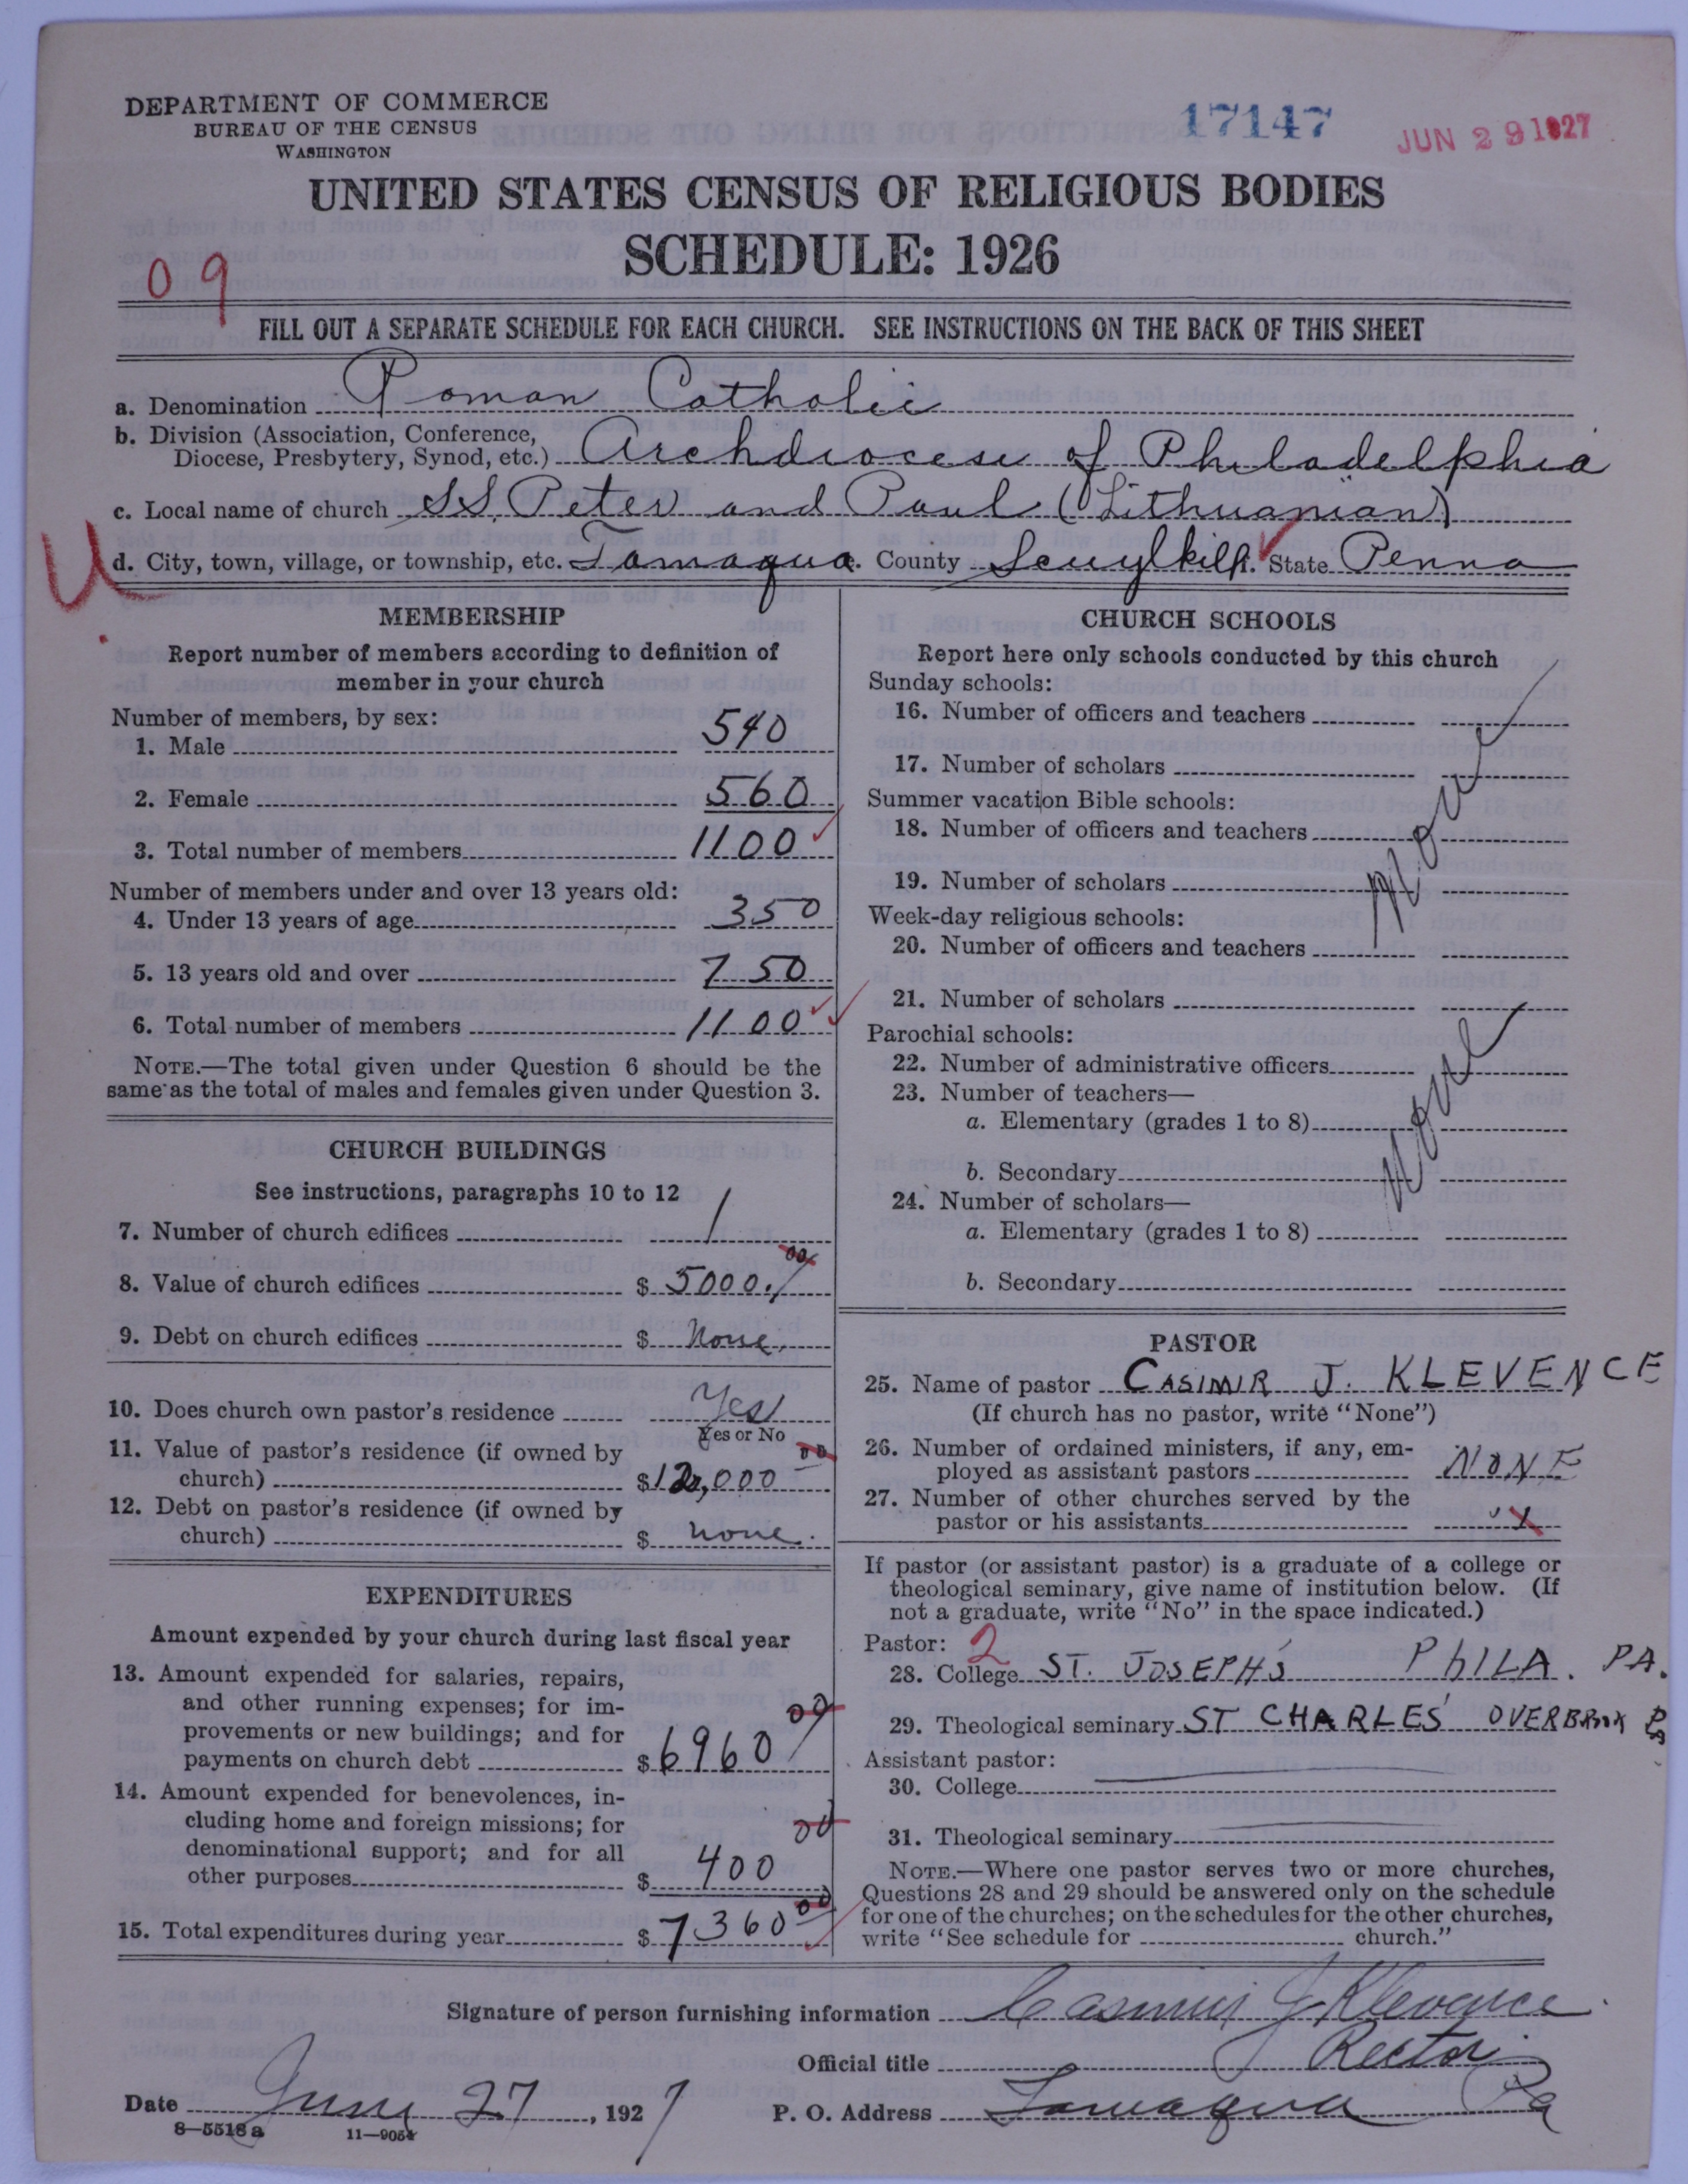 DEPARTMENT OF COMMERCE
BUREAU OF THE CENSUS
WASHINGTON
17147
JUN 29 1927
UNITED STATES CENSUS OF RELIGIOUS BODIES
SCHEDULE: 1926
09
FILL OUT A SEPARATE SCHEDULE FOR EACH CHURCH. SEE INSTRUCTIONS ON THE BACK OF THIS SHEET
a. Denomination Roman Catholic
b. Division (Association, Conference,
Diocese, Presbytery, Synod, etc.) Archdiocese of Philadelphia
c. Local name of church SS. Peter and Paul (Lithuanian)
U
d. City, town, village, or township, etc. Tamaqua. County Scuylkill. State Penna
MEMBERSHIP
Report number of members according to definition of
member in your church
Number of members, by sex:
1. Male 540
2. Female 560
3. Total number of members 1100
Number of members under and over 13 years old:
4. Under 13 years of age 350
5. 13 years old and over 750
6. Total number of members 1100
NOTE.—The total given under Question 6 should be the
same as the total of males and females given under Question 3.
CHURCH BUILDINGS
See instructions, paragraphs 10 to 12
7. Number of church edifices 1
8. Value of church edifices $ 5000.00
9. Debt on church edifices $ None.
10. Does church own pastor's residence Yes
Yes or No
11. Value of pastor's residence (if owned by
church) $12,000 00
12. Debt on pastor's residence (if owned by
church) $ none.
EXPENDITURES
Amount expended by your church during last fiscal year
13. Amount expended for salaries, repairs,
and other running expenses; for im-
provements or new buildings; and for
payments on church debt $6960 00
14. Amount expended for benevolences, in-
cluding home and foreign missions; for
denominational support; and for all
other purposes $ 400 00
15. Total expenditures during year $ 7360 00
CHURCH SCHOOLS
Report here only schools conducted by this church
Sunday schools:
16. Number of officers and teachers
17. Number of scholars
Summer vacation Bible schools:
18. Number of officers and teachers
None
19. Number of scholars
Week-day religious schools:
20. Number of officers and teachers
21. Number of scholars
Parochial schools:
22. Number of administrative officers
23. Number of teachers—
a. Elementary (grades 1 to 8)
None
b. Secondary
24. Number of scholars—
a. Elementary (grades 1 to 8)
b. Secondary
PASTOR
25. Name of pastor CASIMIR J. KLEVENCE
(If church has no pastor, write "None")
26. Number of ordained ministers, if any, em-
ployed as assistant pastors NONE
27. Number of other churches served by the
pastor or his assistants
If pastor (or assistant pastor) is a graduate of a college or
theological seminary, give name of institution below. (If
not a graduate, write "No" in the space indicated.)
Pastor: 2
28. College ST. JOSEPH'S PHILA. PA.
29. Theological seminary ST CHARLES' OVERBROOK Pa
Assistant pastor:
30. College
31. Theological seminary
NOTE.—Where one pastor serves two or more churches,
Questions 28 and 29 should be answered only on the schedule
for one of the churches; on the schedules for the other churches,
write "See schedule for church."
Signature of person furnishing information Casimir J Klevence
Official title Rector
Date June 27, 1927 P. O. Address Tamaqua Pa
8—5518a 11—9054